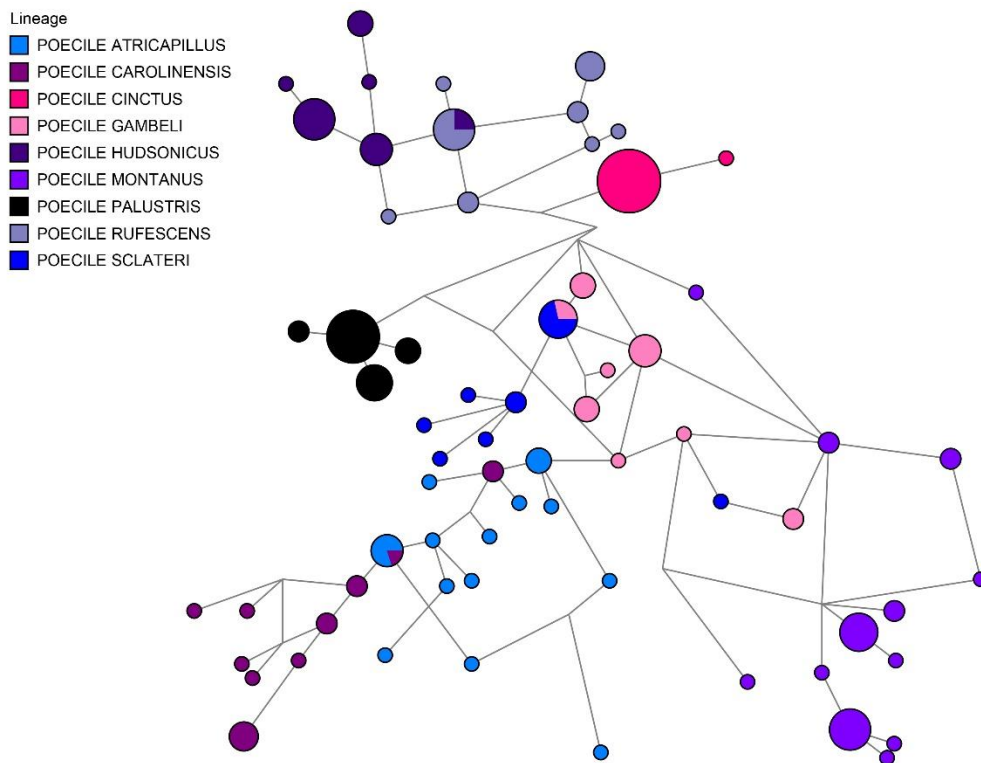 Lineage
POECILE ATRICAPILLUS
POECILE CAROLINENSIS
POECILE CINCTUS
POECILE GAMBELI
POECILE HUDSONICUS
POECILE MONTANUS
POECILE PALUSTRIS
POECILE RUFESCENS
POECILE SCLATERI